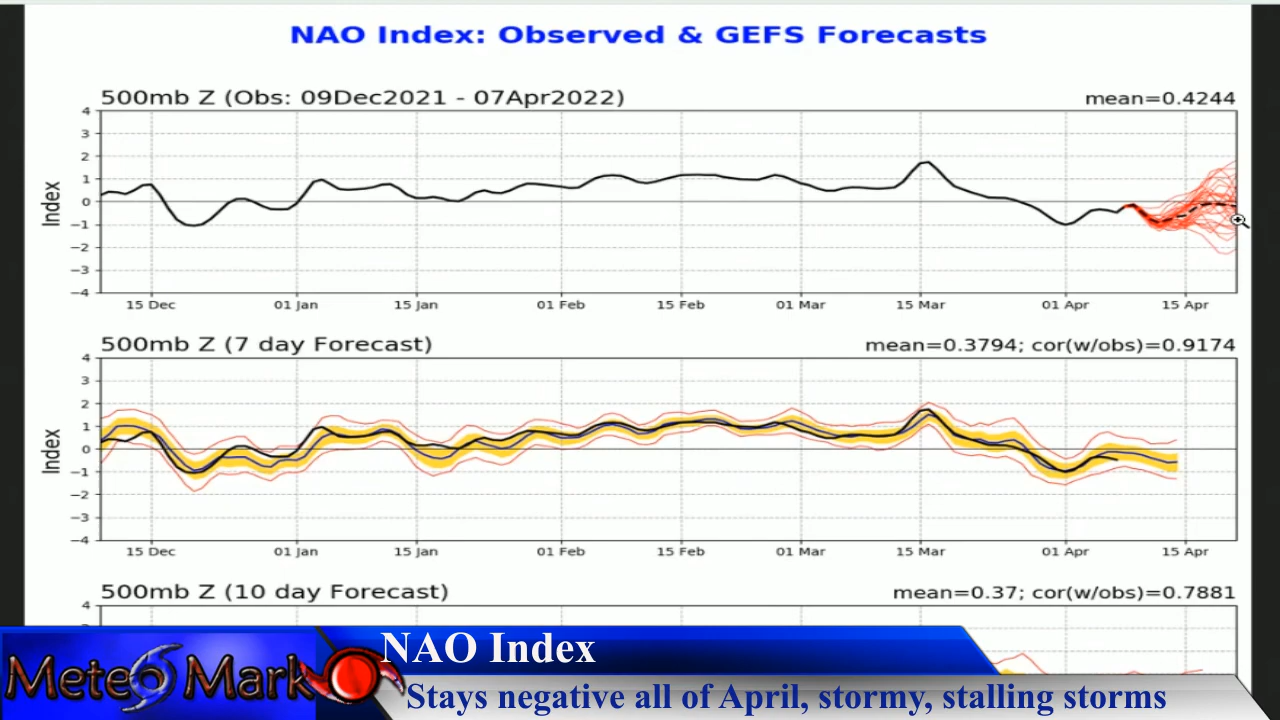 NAO Index: Observed & GEFS Forecasts
500mb Z (Obs: 09Dec2021 - 07Apr2022) mean=0.4244
4
3
2
1
0
−1
−2
−3
−4
Index
15 Dec 01 Jan 15 Jan 01 Feb 15 Feb 01 Mar 15 Mar 01 Apr 15 Apr
500mb Z (7 day Forecast) mean=0.3794; cor(w/obs)=0.9174
4
3
2
1
0
−1
−2
−3
−4
Index
15 Dec 01 Jan 15 Jan 01 Feb 15 Feb 01 Mar 15 Mar 01 Apr 15 Apr
500mb Z (10 day Forecast) mean=0.37; cor(w/obs)=0.7881
4
NAO Index
Mete Mark
Stays negative all of April, stormy, stalling storms